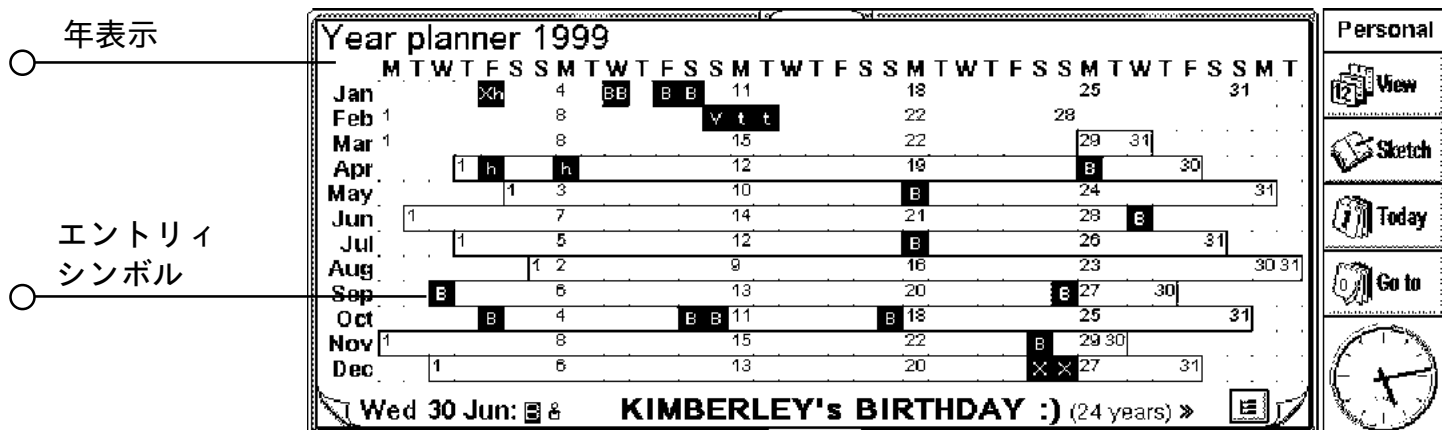 年表示
エントリィ
シンボル
Year planner 1999
M T W T F S S M T W T F S S M T W T F S S M T W T F S S M T W T F S S M T
Jan Xh 4 BB B B 11 18 25 31
Feb 1 8 V t t 22 28
Mar 1 8 15 22 29 31
Apr 1 h h 12 19 B 30
May 1 3 10 B 24 31
Jun 1 7 14 21 28 B
Jul 1 5 12 B 26 31
Aug 1 2 9 16 23 30 31
Sep B 6 13 20 B 27 30
Oct B 4 B B 11 B 18 25 31
Nov 1 8 15 22 B 29 30
Dec 1 6 13 20 X X 27 31
Wed 30 Jun: B & KIMBERLEY's BIRTHDAY :) (24 years) »
Personal
12 View
Sketch
1 Today
Go to